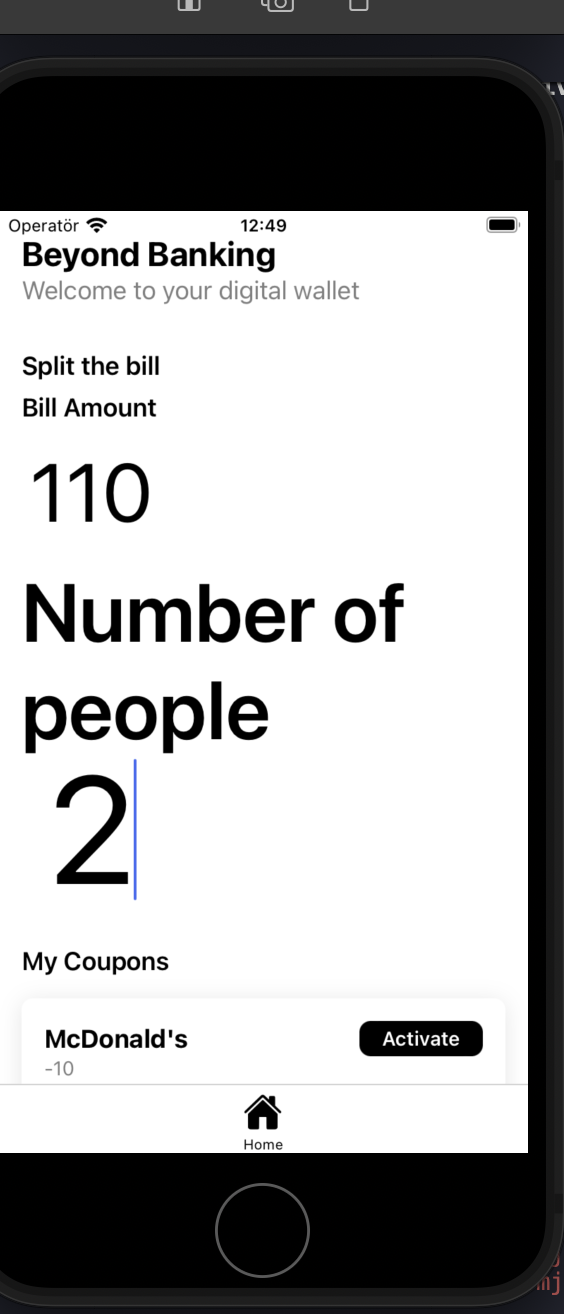 Operatör 12:49
Beyond Banking
Welcome to your digital wallet
Split the bill
Bill Amount
110
Number of
people
2
My Coupons
McDonald's Activate
-10
Home